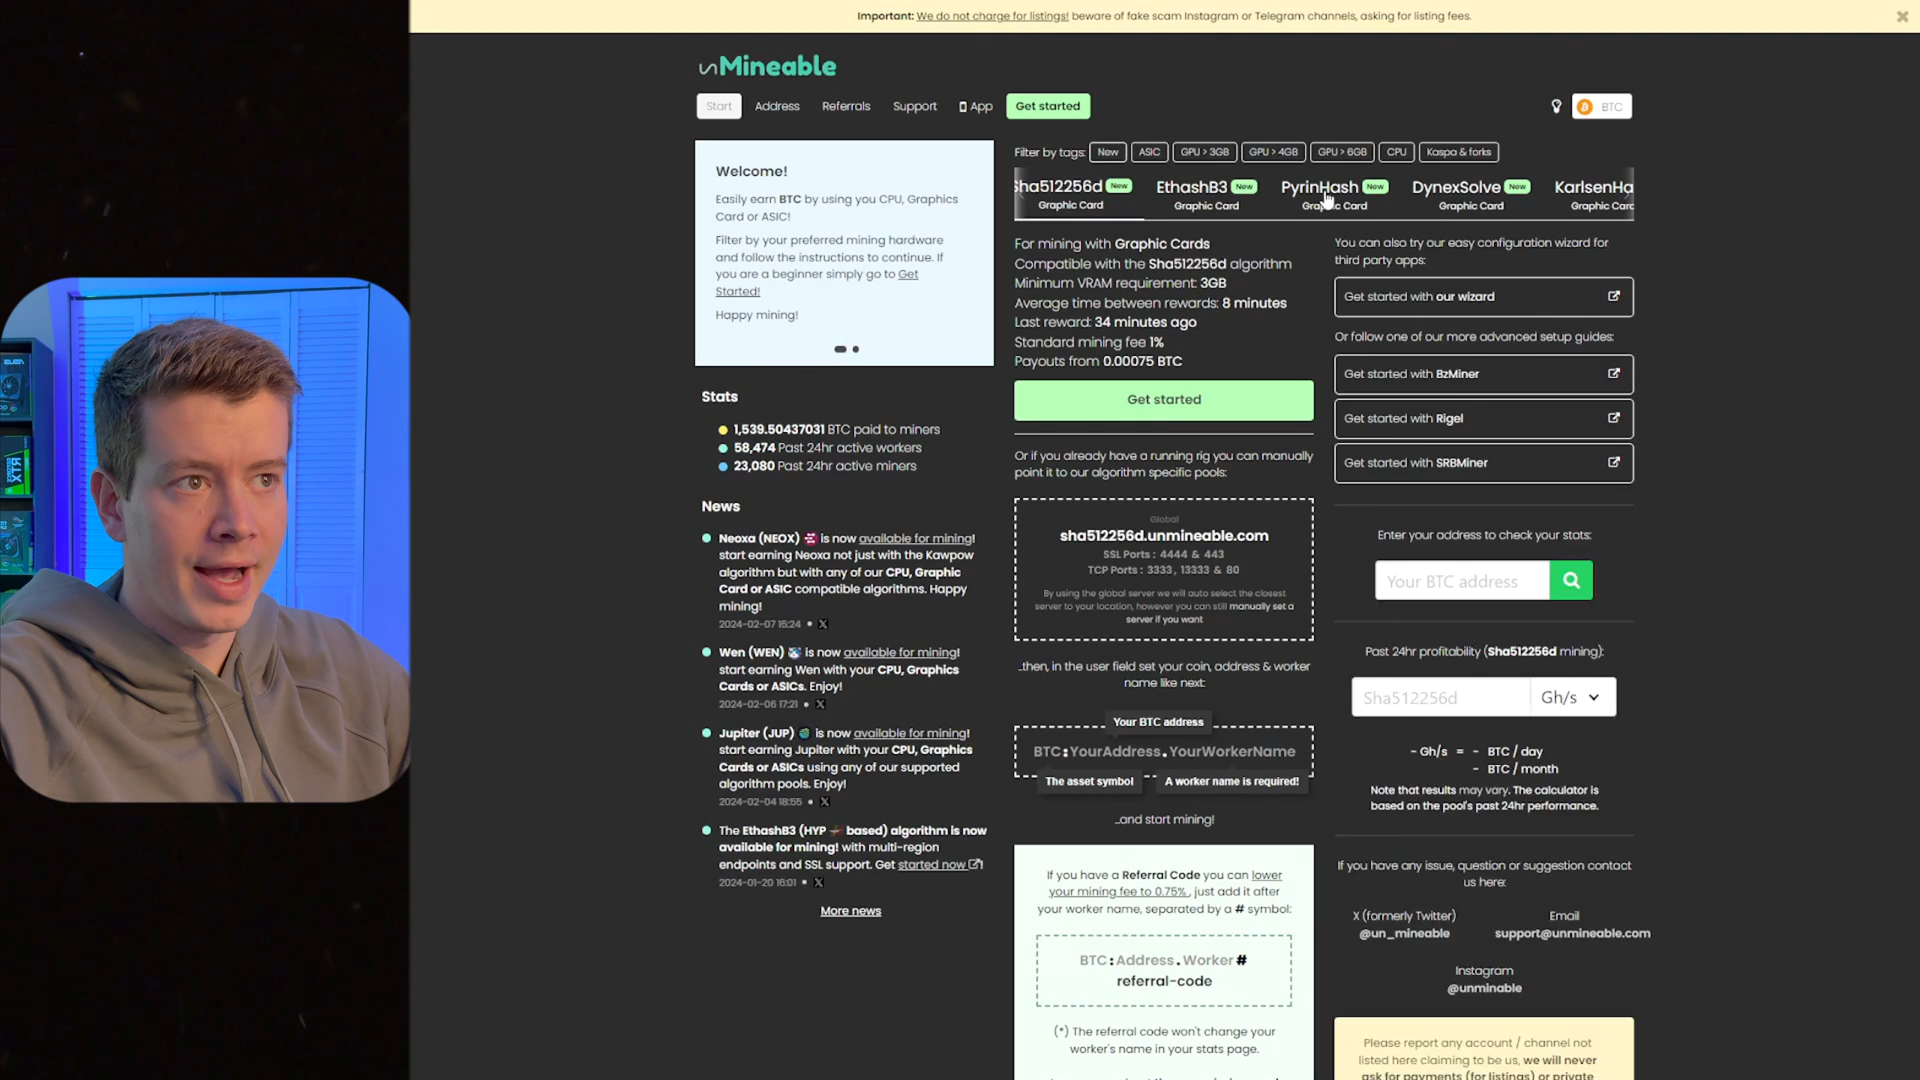 Important: We do not charge for listings! beware of fake scam Instagram or Telegram channels, asking for listing fees.
unMineable
Start
Address
Referrals
Support
App
Get started
BTC
Welcome!
Easily earn BTC by using you CPU, Graphics
Card or ASIC!
Filter by your preferred mining hardware
and follow the instructions to continue. If
you are a beginner simply go to Get
Started!
Happy mining!
Stats
1,539.50437031 BTC paid to miners
58,474 Past 24hr active workers
23,080 Past 24hr active miners
News
Neoxa (NEOX) is now available for mining!
start earning Neoxa not just with the Kawpow
algorithm but with any of our CPU, Graphic
Card or ASIC compatible algorithms. Happy
mining!
2024-02-07 15:24 • X
Wen (WEN) is now available for mining!
start earning Wen with your CPU, Graphics
Cards or ASICs. Enjoy!
2024-02-06 17:21 • X
Jupiter (JUP) is now available for mining!
start earning Jupiter with your CPU, Graphics
Cards or ASICs using any of our supported
algorithm pools. Enjoy!
2024-02-04 18:55 • X
The EthashB3 (HYP based) algorithm is now
available for mining! with multi-region
endpoints and SSL support. Get started now !
2024-01-20 16:01 • X
More news
Filter by tags: New ASIC GPU > 3GB GPU > 4GB GPU > 6GB CPU Kaspa & forks
Sha512256d New
Graphic Card
EthashB3 New
Graphic Card
PyrinHash New
Graphic Card
DynexSolve New
Graphic Card
KarlsenHa
Graphic Card
For mining with Graphic Cards
Compatible with the Sha512256d algorithm
Minimum VRAM requirement: 3GB
Average time between rewards: 8 minutes
Last reward: 34 minutes ago
Standard mining fee 1%
Payouts from 0.00075 BTC
Get started
Or if you already have a running rig you can manually
point it to our algorithm specific pools:
Global
sha512256d.unmineable.com
SSL Ports : 4444 & 443
TCP Ports : 3333 , 13333 & 80
By using the global server we will auto select the closest
server to your location, however you can still manually set a
server if you want
...then, in the user field set your coin, address & worker
name like next:
Your BTC address
BTC:YourAddress.YourWorkerName
The asset symbol
A worker name is required!
...and start mining!
If you have a Referral Code you can lower
your mining fee to 0.75% , just add it after
your worker name, separated by a # symbol:
BTC:Address.Worker#
referral-code
(*) The referral code won't change your
worker's name in your stats page.
You can also try our easy configuration wizard for
third party apps:
Get started with our wizard
Or follow one of our more advanced setup guides:
Get started with BzMiner
Get started with Rigel
Get started with SRBMiner
Enter your address to check your stats:
Your BTC address
Past 24hr profitability (Sha512256d mining):
Sha512256d
Gh/s
- Gh/s = - BTC / day
- BTC / month
Note that results may vary. The calculator is
based on the pool's past 24hr performance.
If you have any issue, question or suggestion contact
us here:
X (formerly Twitter)
@un_mineable
Email
support@unmineable.com
Instagram
@unminable
Please report any account / channel not
listed here claiming to be us, we will never
ask for payments (for listings) or private